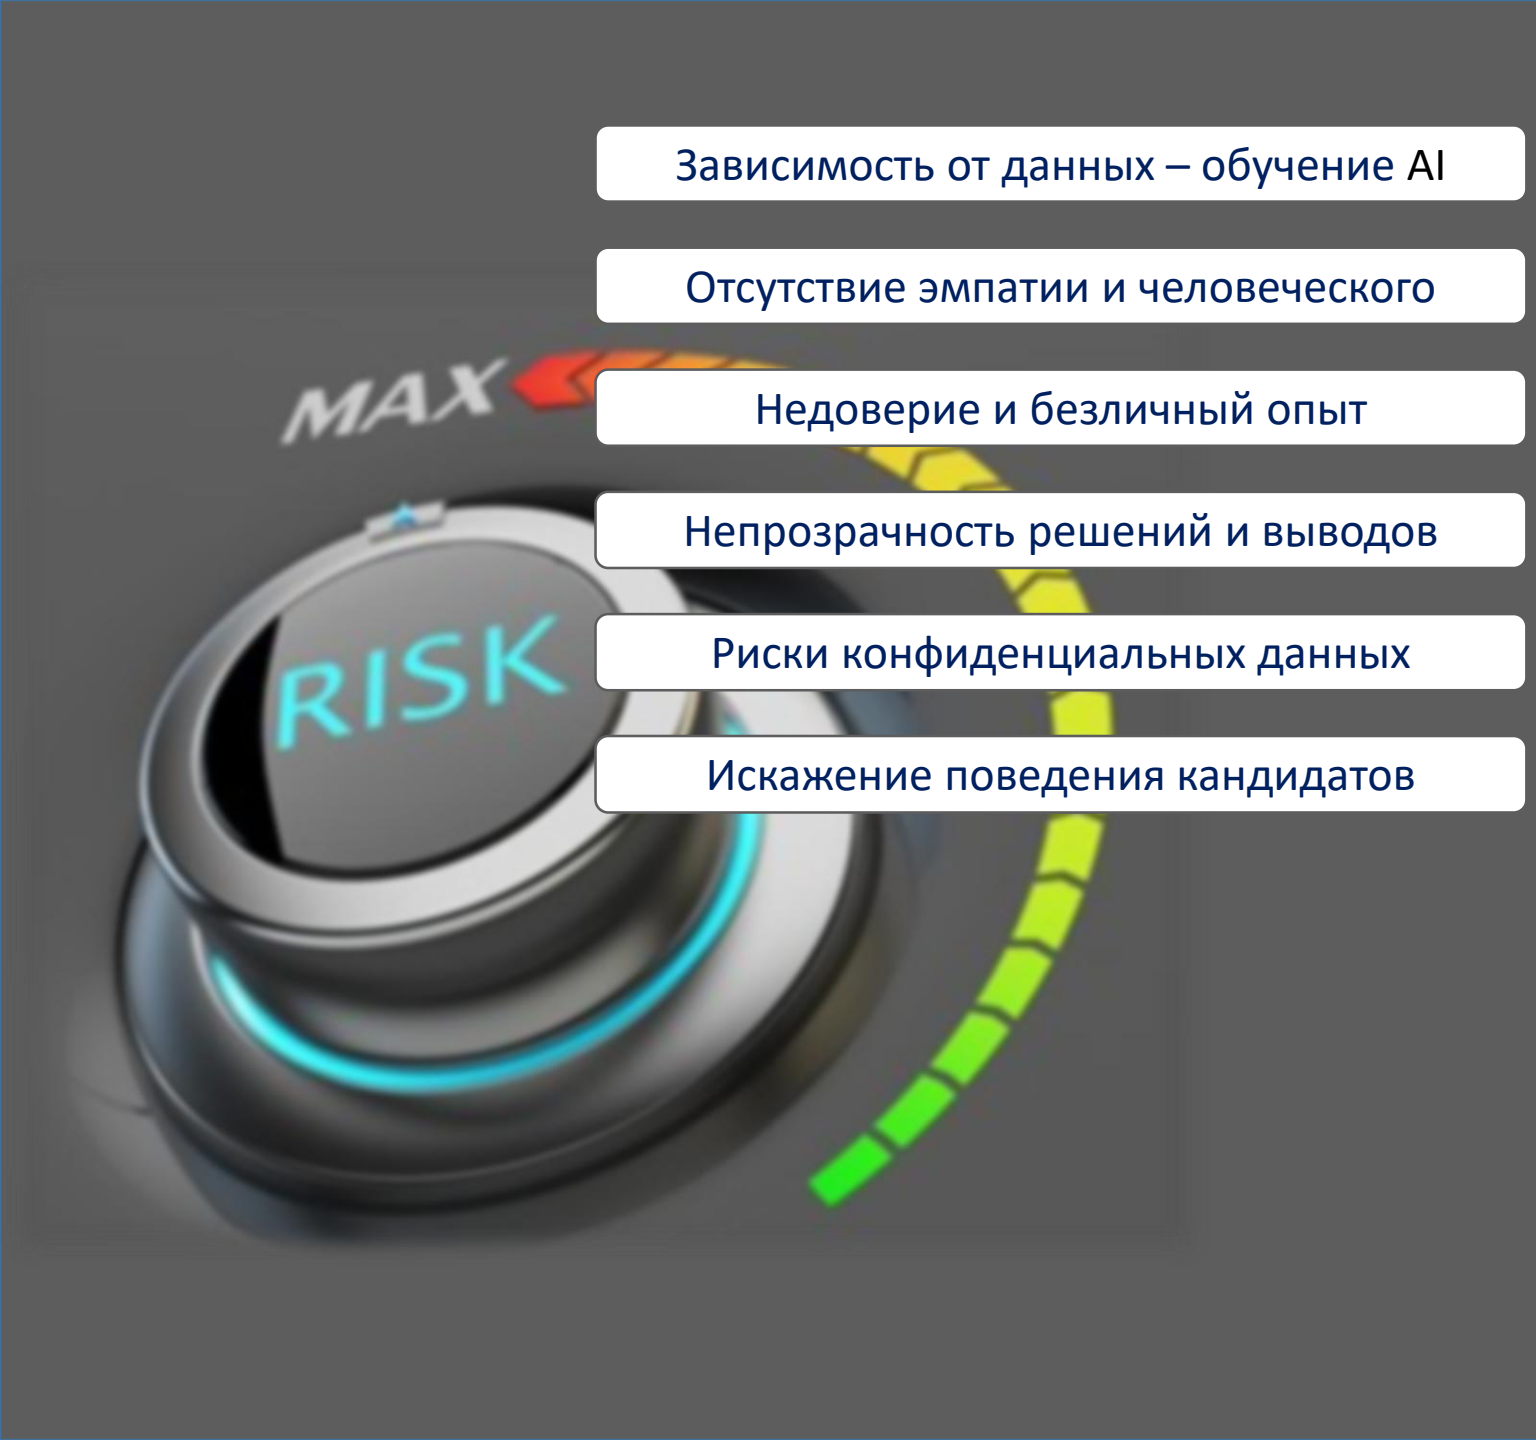 Зависимость от данных – обучение AI
Отсутствие эмпатии и человеческого
MAX
Недоверие и безличный опыт
Непрозрачность решений и выводов
RISK
Риски конфиденциальных данных
Искажение поведения кандидатов